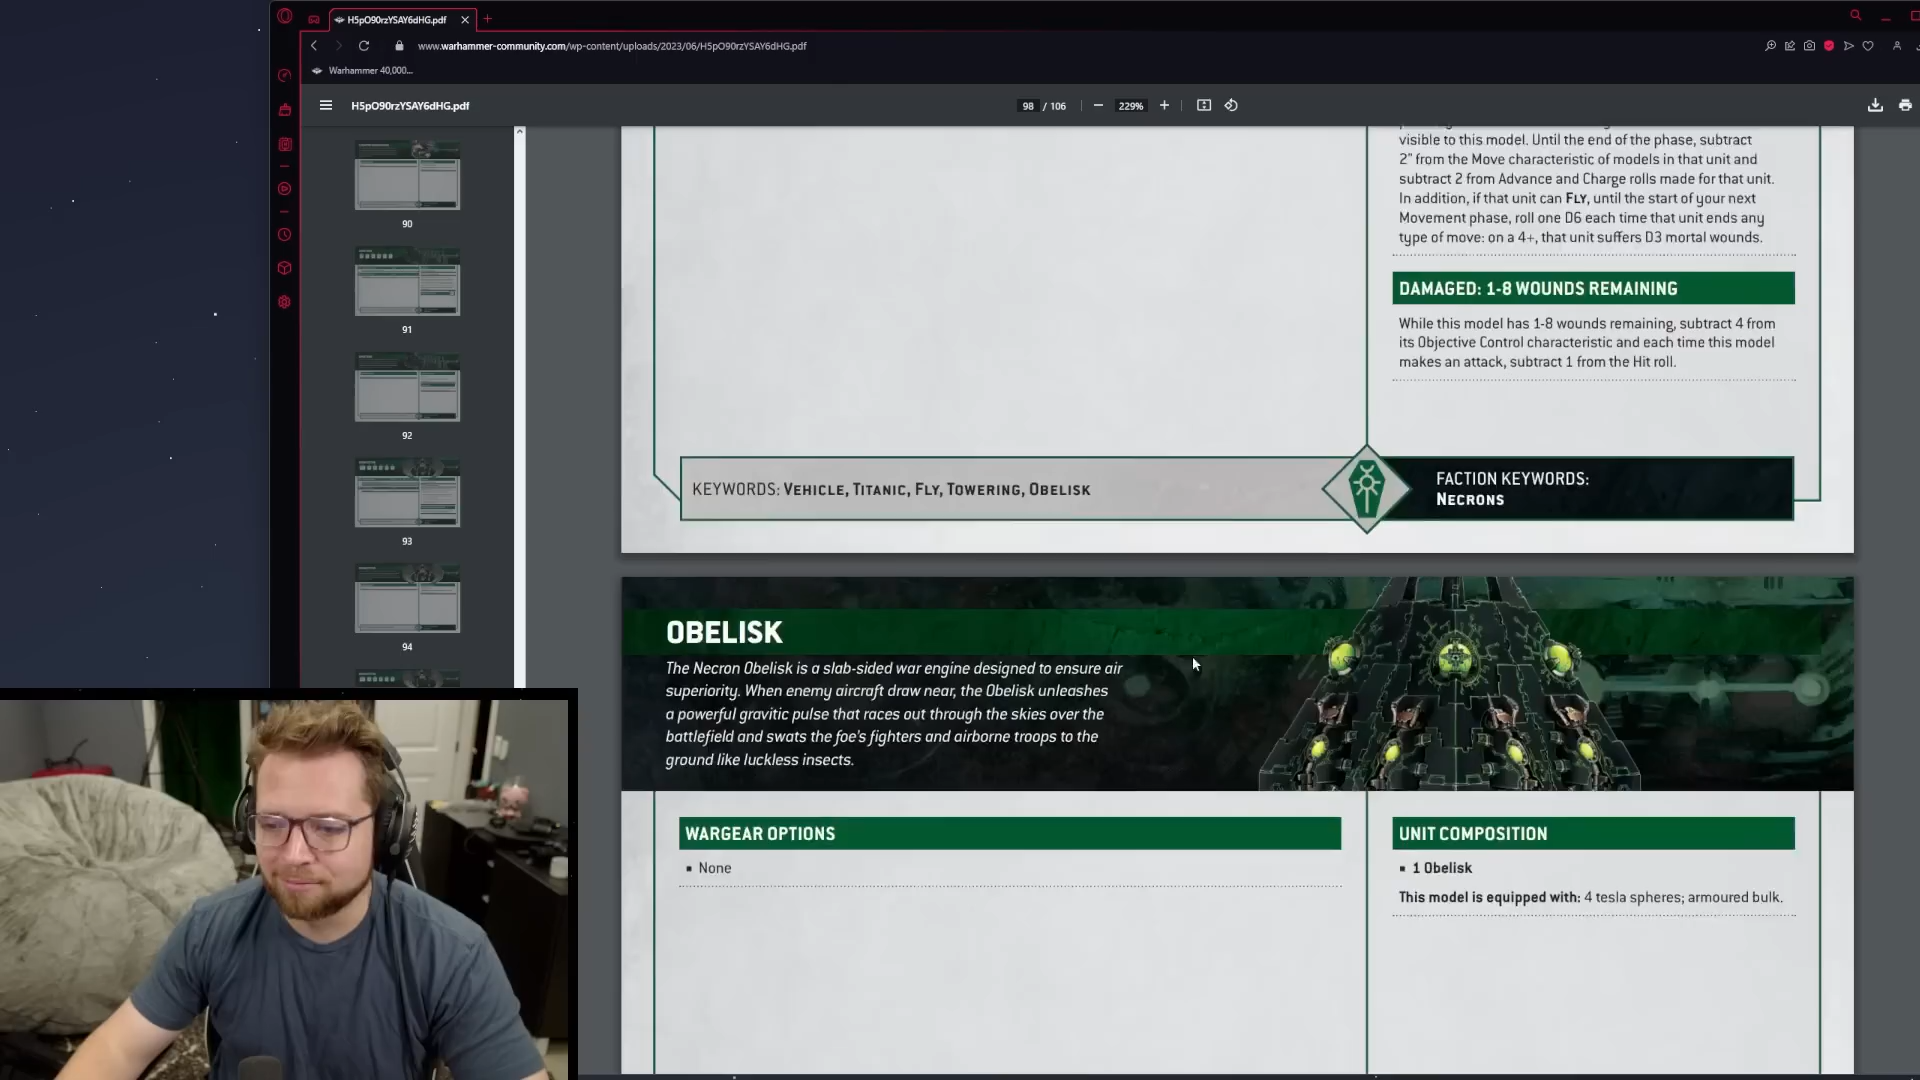 H5pO90rzYSAY6dHG.pdf
www.warhammer-community.com/wp-content/uploads/2023/06/H5pO90rzYSAY6dHG.pdf
Warhammer 40,000...
H5pO90rzYSAY6dHG.pdf
98 / 106
229%
90
91
92
93
94
visible to this model. Until the end of the phase, subtract
2" from the Move characteristic of models in that unit and
subtract 2 from Advance and Charge rolls made for that unit.
In addition, if that unit can FLY, until the start of your next
Movement phase, roll one D6 each time that unit ends any
type of move: on a 4+, that unit suffers D3 mortal wounds.
DAMAGED: 1-8 WOUNDS REMAINING
While this model has 1-8 wounds remaining, subtract 4 from
its Objective Control characteristic and each time this model
makes an attack, subtract 1 from the Hit roll.
KEYWORDS: VEHICLE, TITANIC, FLY, TOWERING, OBELISK
FACTION KEYWORDS:
NECRONS
OBELISK
The Necron Obelisk is a slab-sided war engine designed to ensure air
superiority. When enemy aircraft draw near, the Obelisk unleashes
a powerful gravitic pulse that races out through the skies over the
battlefield and swats the foe's fighters and airborne troops to the
ground like luckless insects.
WARGEAR OPTIONS
▪ None
UNIT COMPOSITION
▪ 1 Obelisk
This model is equipped with: 4 tesla spheres; armoured bulk.